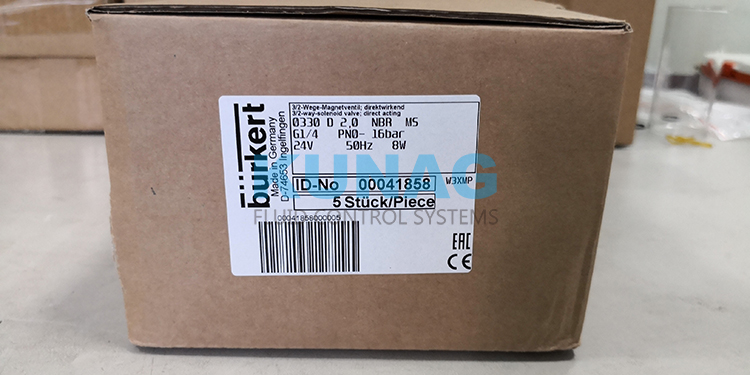 bürkert
Made in Germany
D-74653 Ingelfingen
3/2-Wege-Magnetventil; direktwirkend
3/2-way-solenoid valve; direct acting
0330 D 2,0 NBR MS
G1/4 PN0- 16bar
24V 50Hz 8W
KUNAG
FLUID CONTROL SYSTEMS
ID-No 00041858
W3XMP
5 Stück/Piece
00041858000005
EAC
CE